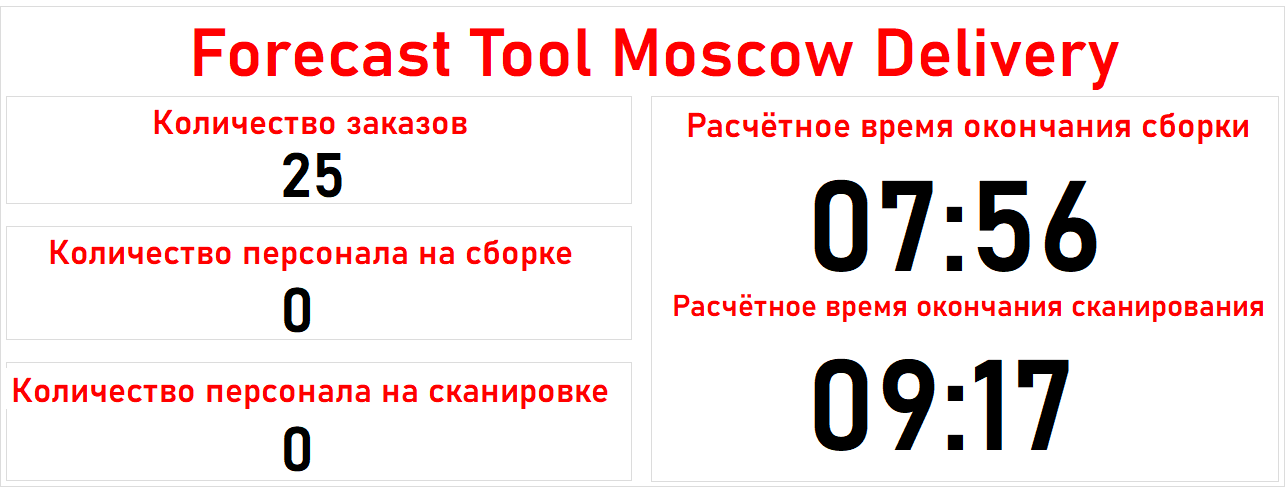 Forecast Tool Moscow Delivery
Количество заказов
25
Количество персонала на сборке
0
Количество персонала на сканировке
0
Расчётное время окончания сборки
07:56
Расчётное время окончания сканирования
09:17